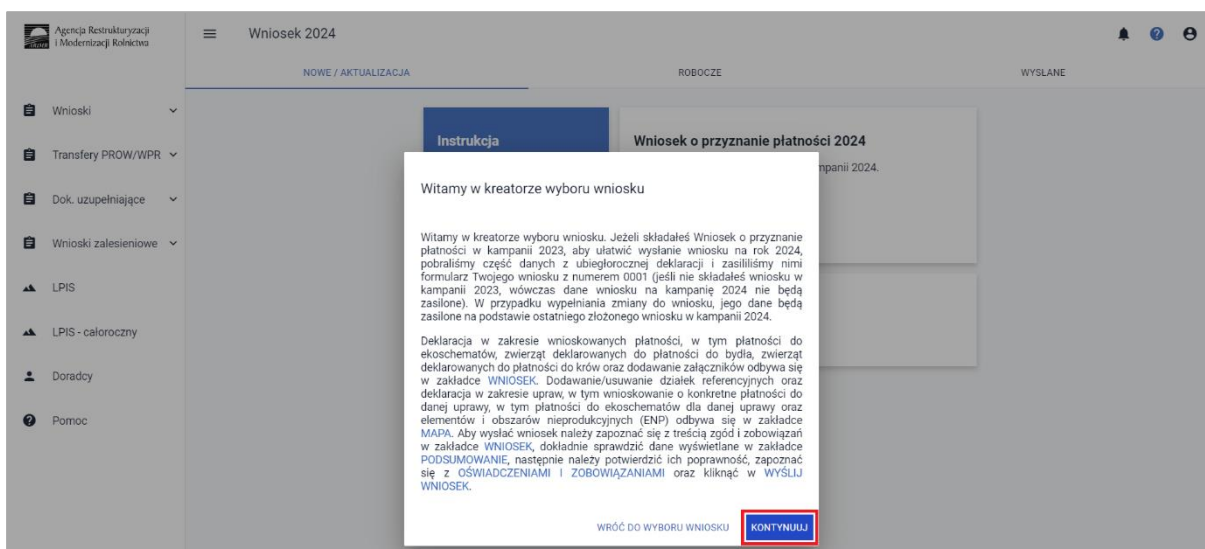 Agencja Restrukturyzacji
i Modernizacji Rolnictwa
Wniosek 2024
NOWE / AKTUALIZACJA
ROBOCZE
WYSŁANE
Wnioski
Transfery PROW/WPR
Dok. uzupełniające
Wnioski zalesieniowe
LPIS
LPIS - całoroczny
Doradcy
Pomoc
Instrukcja
Wniosek o przyznanie płatności 2024
mpanii 2024.
Witamy w kreatorze wyboru wniosku
Witamy w kreatorze wyboru wniosku. Jeżeli składałeś Wniosek o przyznanie
płatności w kampanii 2023, aby ułatwić wysłanie wniosku na rok 2024,
pobraliśmy część danych z ubiegłorocznej deklaracji i zasililiśmy nimi
formularz Twojego wniosku z numerem 0001 (jeśli nie składałeś wniosku w
kampanii 2023, wówczas dane wniosku na kampanię 2024 nie będą
zasilone). W przypadku wypełniania zmiany do wniosku, jego dane będą
zasilone na podstawie ostatniego złożonego wniosku w kampanii 2024.
Deklaracja w zakresie wnioskowanych płatności, w tym płatności do
ekoschematów, zwierząt deklarowanych do płatności do bydła, zwierząt
deklarowanych do płatności do krów oraz dodawanie załączników odbywa się
w zakładce WNIOSEK. Dodawanie/usuwanie działek referencyjnych oraz
deklaracja w zakresie upraw, w tym wnioskowanie o konkretne płatności do
danej uprawy, w tym płatności do ekoschematów dla danej uprawy oraz
elementów i obszarów nieprodukcyjnych (ENP) odbywa się w zakładce
MAPA. Aby wysłać wniosek należy zapoznać się z treścią zgód i zobowiązań
w zakładce WNIOSEK, dokładnie sprawdzić dane wyświetlane w zakładce
PODSUMOWANIE, następnie należy potwierdzić ich poprawność, zapoznać
się z OŚWIADCZENIAMI I ZOBOWIĄZANIAMI oraz kliknąć w WYŚLIJ
WNIOSEK.
WRÓĆ DO WYBORU WNIOSKU
KONTYNUUJ